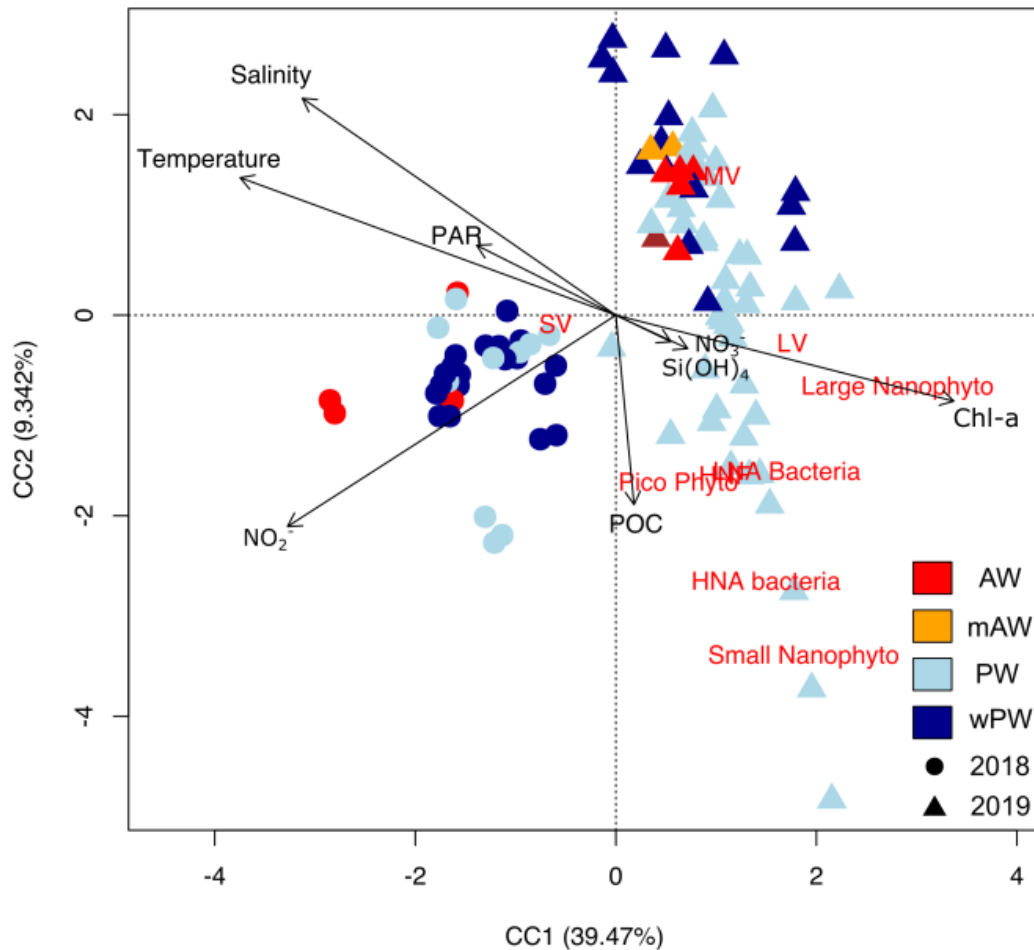 Salinity
Temperature
PAR
MV
SV
NO₃⁻
LV
Si(OH)₄
Large Nanophyto
Chl-a
Pico Phyto
HNF
LNA Bacteria
POC
NO₂⁻
HNA bacteria
Small Nanophyto
AW
mAW
PW
wPW
2018
2019
2
0
-2
-4
CC2 (9.342%)
-4
-2
0
2
4
CC1 (39.47%)